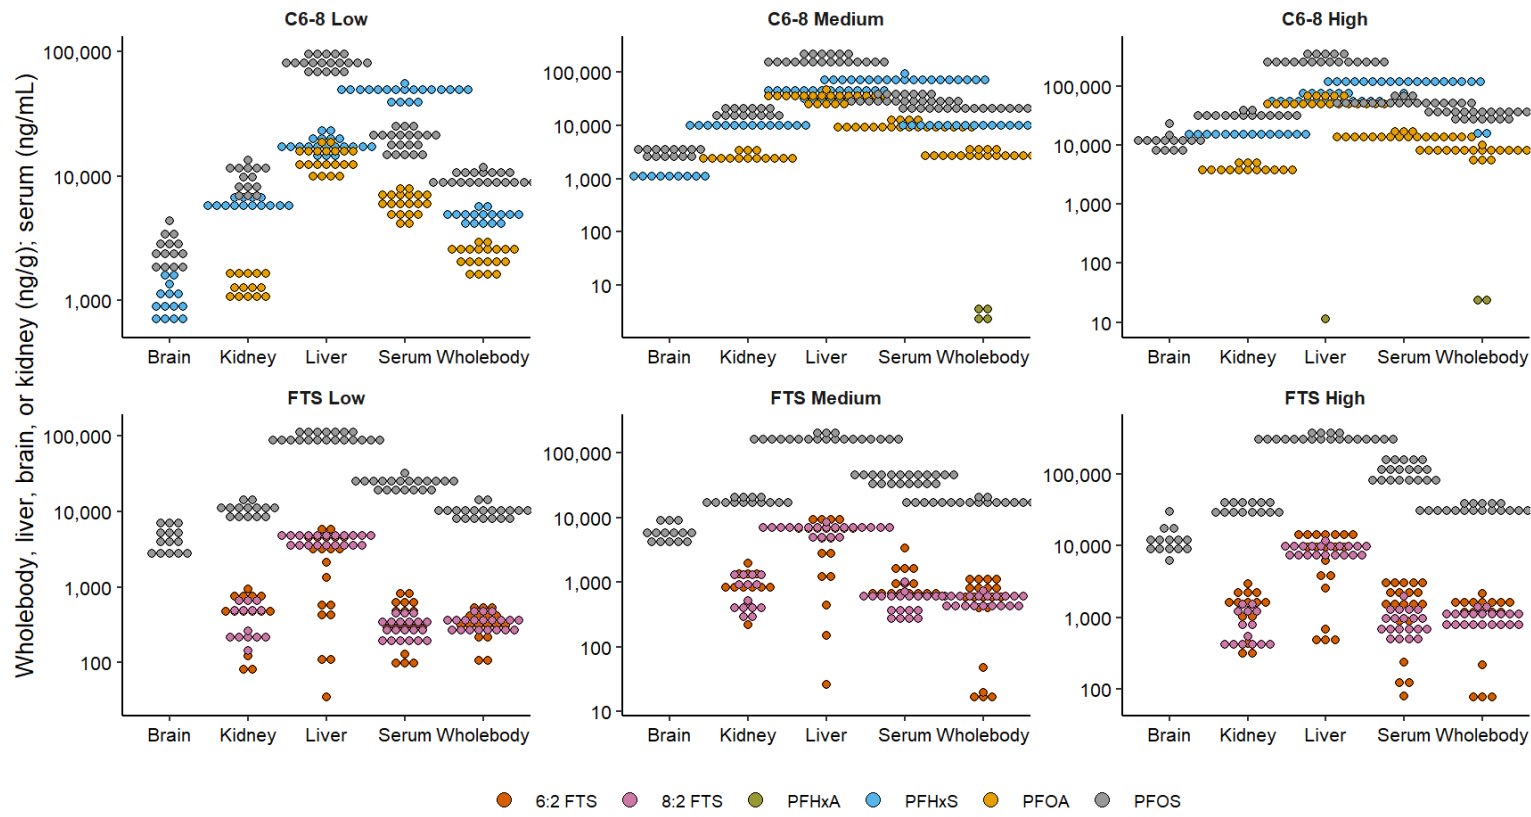 C6-8 Low
C6-8 Medium
C6-8 High
Wholebody, liver, brain, or kidney (ng/g); serum (ng/mL)
100,000
10,000
1,000
Brain Kidney Liver Serum Wholebody
100,000
10,000
1,000
100
10
Brain Kidney Liver Serum Wholebody
100,000
10,000
1,000
100
10
Brain Kidney Liver Serum Wholebody
FTS Low
FTS Medium
FTS High
100,000
10,000
1,000
100
Brain Kidney Liver Serum Wholebody
100,000
10,000
1,000
100
10
Brain Kidney Liver Serum Wholebody
100,000
10,000
1,000
100
Brain Kidney Liver Serum Wholebody
6:2 FTS 8:2 FTS PFHxA PFHxS PFOA PFOS